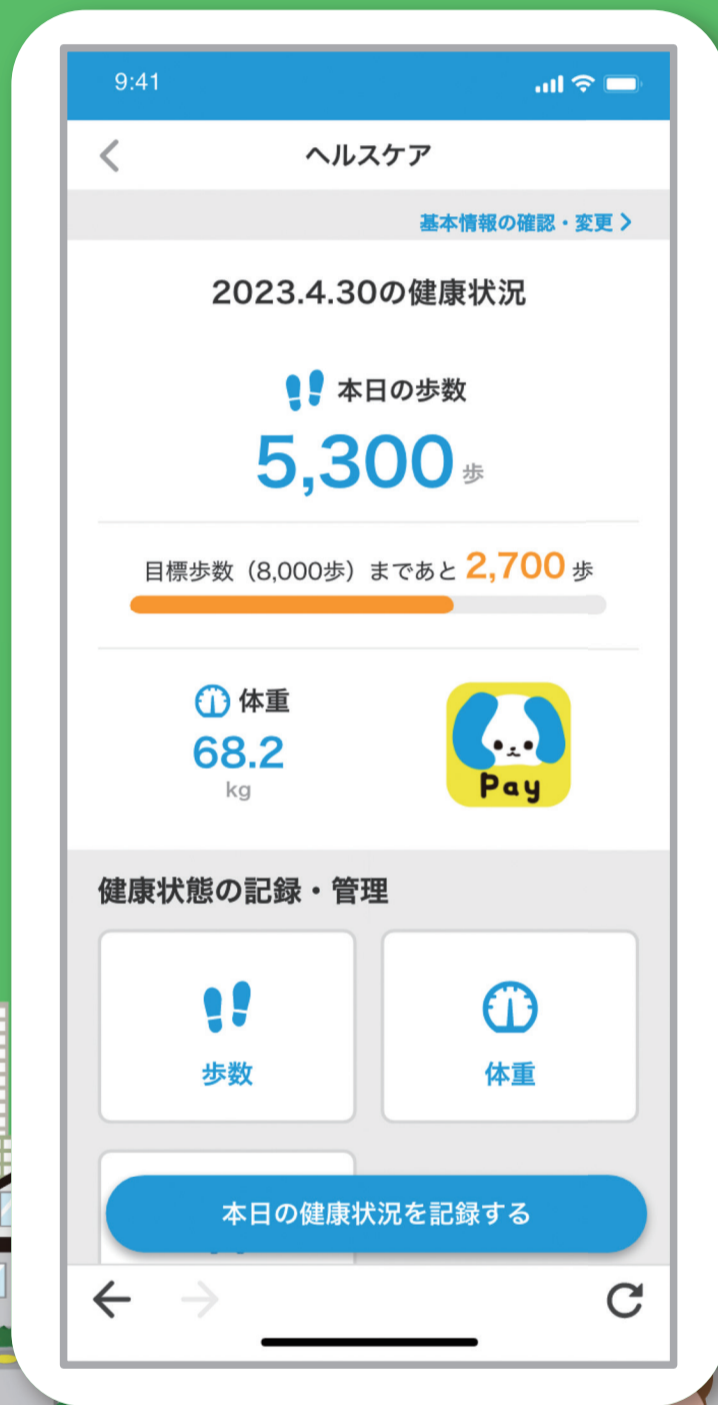 9:41
ヘルスケア
基本情報の確認・変更
2023.4.30の健康状況
本日の歩数
5,300 歩
目標歩数（8,000歩）まであと 2,700 歩
体重
68.2
kg
Pay
健康状態の記録・管理
歩数
体重
本日の健康状況を記録する